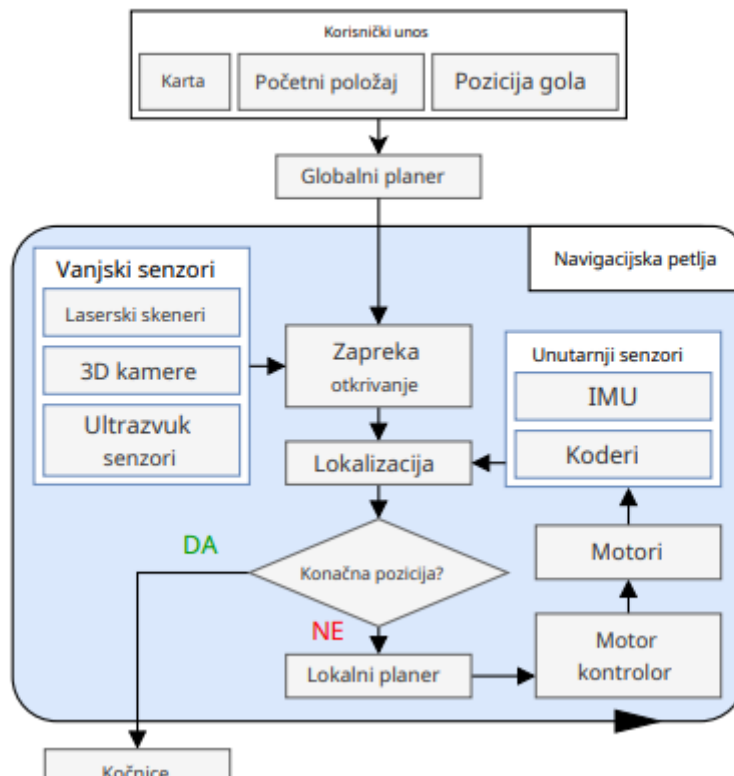 Korisnički unos
Karta
Početni položaj
Pozicija gola
Globalni planer
Navigacijska petlja
Vanjski senzori
Laserski skeneri
3D kamere
Ultrazvuk
senzori
Zapreka
otkrivanje
Unutarnji senzori
IMU
Koderi
Lokalizacija
DA
Konačna pozicija?
Motori
NE
Lokalni planer
Motor
kontrolor
Kočnice